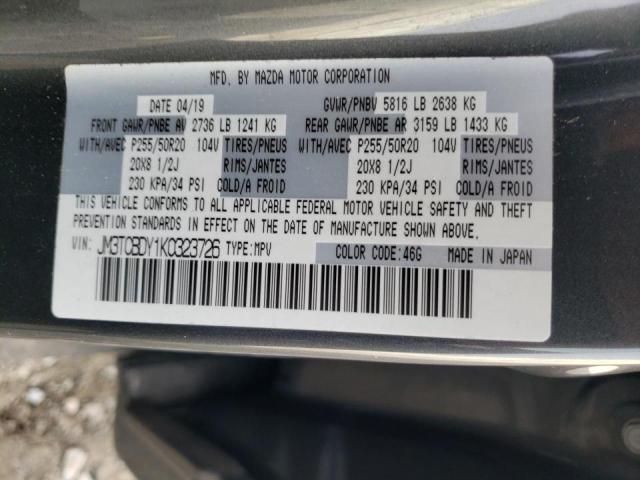 MFD. BY MAZDA MOTOR CORPORATION
DATE 04/19 GVWR/PNBV 5816 LB 2638 KG
FRONT GAWR/PNBE AV 2736 LB 1241 KG REAR GAWR/PNBE AR 3159 LB 1433 KG
WITH/AVEC P255/50R20 104V TIRES/PNEUS WITH/AVEC P255/50R20 104V TIRES/PNEUS
20X8 1/2J RIMS/JANTES 20X8 1/2J RIMS/JANTES
230 KPA/34 PSI COLD/A FROID 230 KPA/34 PSI COLD/A FROID
THIS VEHICLE CONFORMS TO ALL APPLICABLE FEDERAL MOTOR VEHICLE SAFETY AND THEFT
PREVENTION STANDARDS IN EFFECT ON THE DATE OF MANUFACTURE SHOWN ABOVE.
VIN: JM3TCBDY1K0323726 TYPE:MPV COLOR CODE:46G MADE IN JAPAN